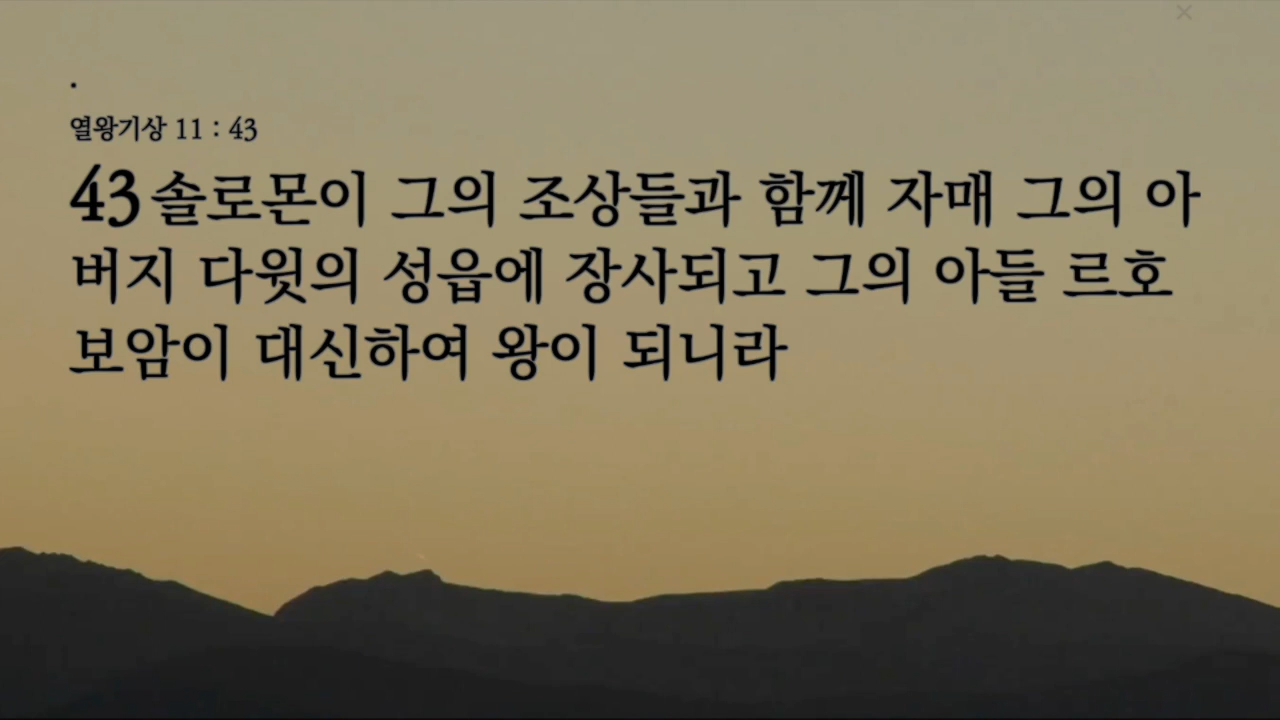 .
열왕기상 11 : 43
43 솔로몬이 그의 조상들과 함께 자매 그의 아
버지 다윗의 성읍에 장사되고 그의 아들 르호
보암이 대신하여 왕이 되니라